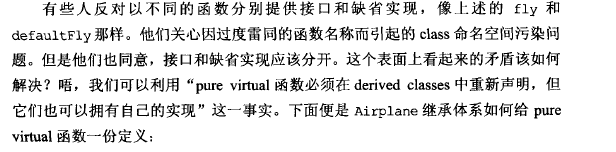 有些人反对以不同的函数分别提供接口和缺省实现，像上述的 fly 和
defaultFly 那样。他们关心因过度雷同的函数名称而引起的 class 命名空间污染问
题。但是他们也同意，接口和缺省实现应该分开。这个表面上看起来的矛盾该如何
解决？唔，我们可以利用“pure virtual 函数必须在 derived classes 中重新声明，但
它们也可以拥有自己的实现”这一事实。下面便是 Airplane 继承体系如何给 pure
virtual 函数一份定义：